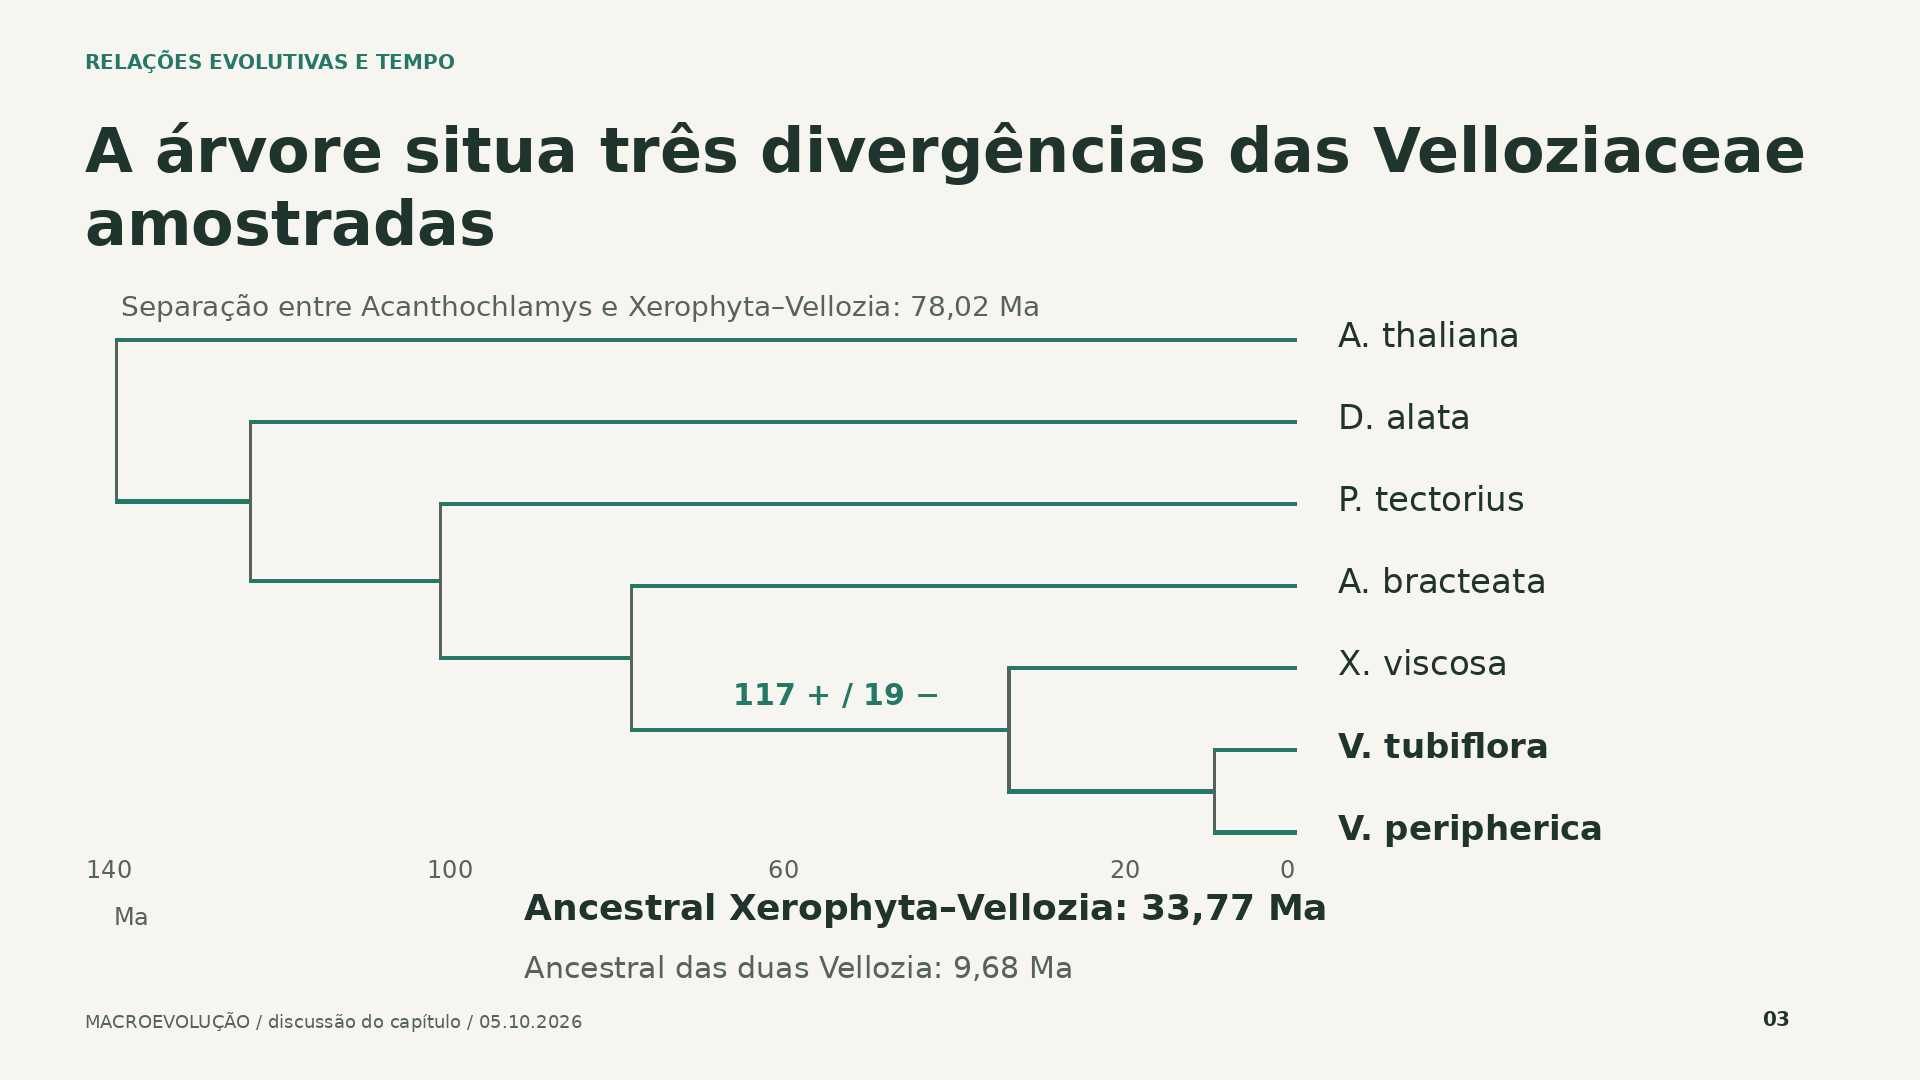 RELAÇÕES EVOLUTIVAS E TEMPO
A árvore situa três divergências das Velloziaceae
amostradas
Separação entre Acanthochlamys e Xerophyta–Vellozia: 78,02 Ma
A. thaliana
D. alata
P. tectorius
A. bracteata
X. viscosa
117 + / 19 −
V. tubiflora
V. peripherica
140 100 60 20 0
Ma
Ancestral Xerophyta–Vellozia: 33,77 Ma
Ancestral das duas Vellozia: 9,68 Ma
MACROEVOLUÇÃO / discussão do capítulo / 05.10.2026
03